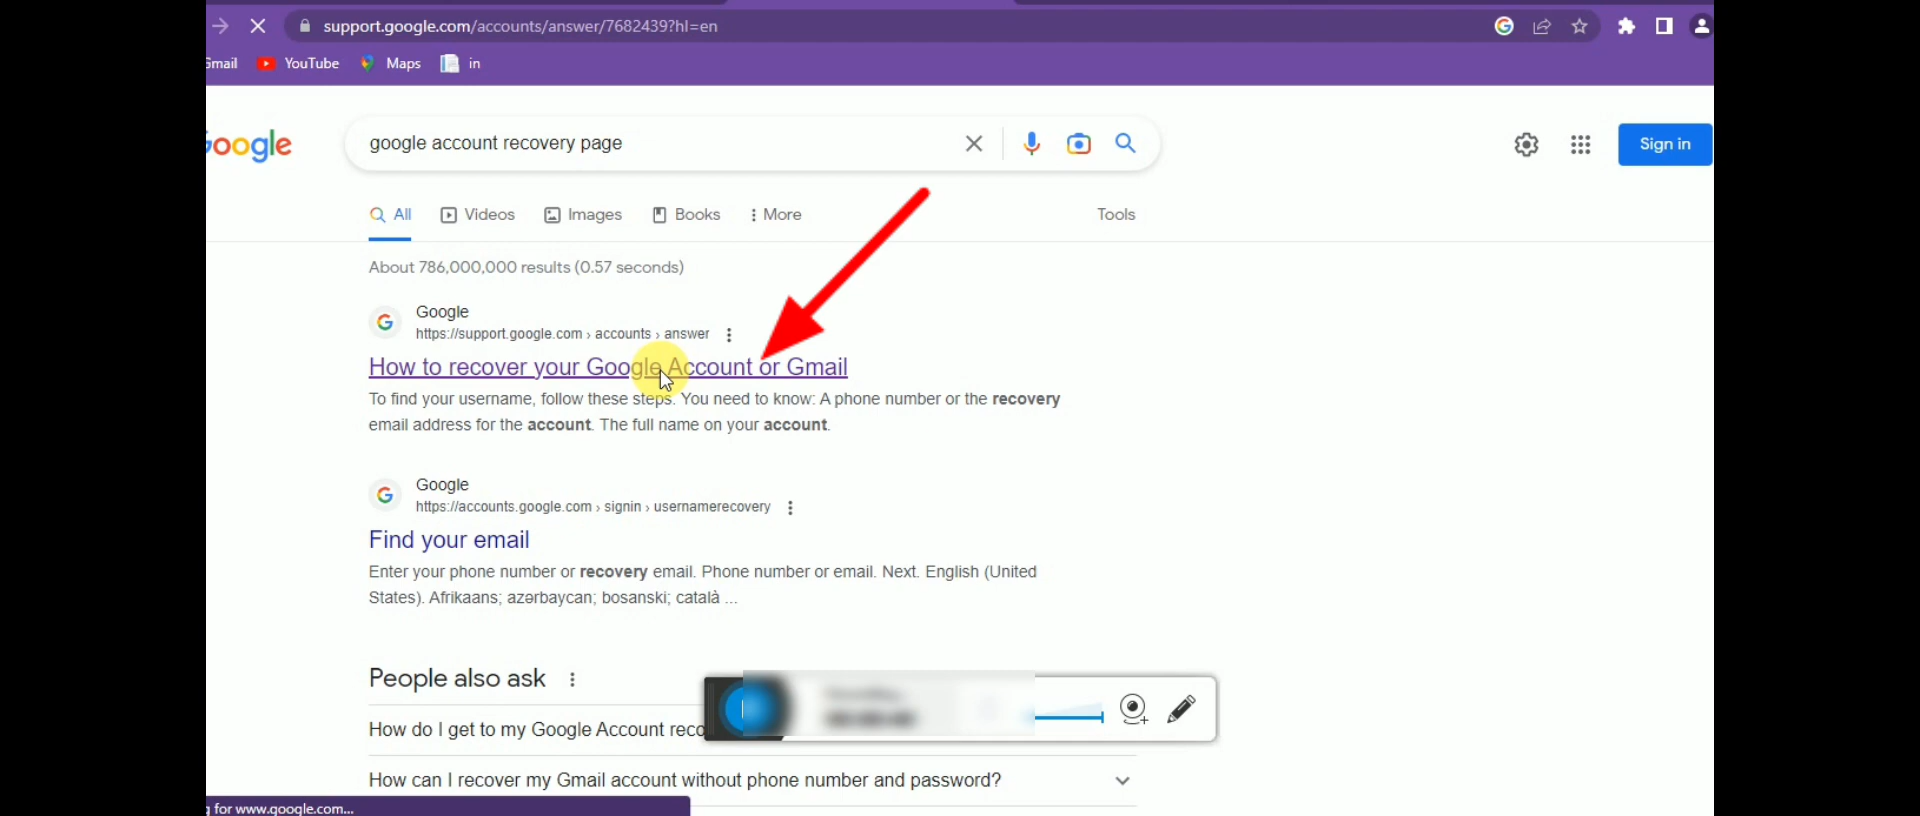 support.google.com/accounts/answer/7682439?hl=en
Gmail YouTube Maps in
Google
google account recovery page
Sign in
All Videos Images Books More Tools
About 786,000,000 results (0.57 seconds)
Google
https://support.google.com › accounts › answer
How to recover your Google Account or Gmail
To find your username, follow these steps. You need to know: A phone number or the recovery
email address for the account. The full name on your account.
Google
https://accounts.google.com › signin › usernamerecovery
Find your email
Enter your phone number or recovery email. Phone number or email. Next. English (United
States). Afrikaans; azərbaycan; bosanski; català ...
People also ask
How do I get to my Google Account reco
How can I recover my Gmail account without phone number and password?
g for www.google.com...